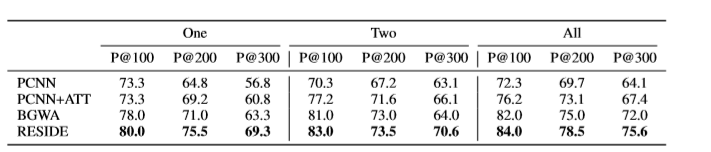 One Two All
P@100 P@200 P@300 P@100 P@200 P@300 P@100 P@200 P@300
PCNN 73.3 64.8 56.8 70.3 67.2 63.1 72.3 69.7 64.1
PCNN+ATT 73.3 69.2 60.8 77.2 71.6 66.1 76.2 73.1 67.4
BGWA 78.0 71.0 63.3 81.0 73.0 64.0 82.0 75.0 72.0
RESIDE 80.0 75.5 69.3 83.0 73.5 70.6 84.0 78.5 75.6